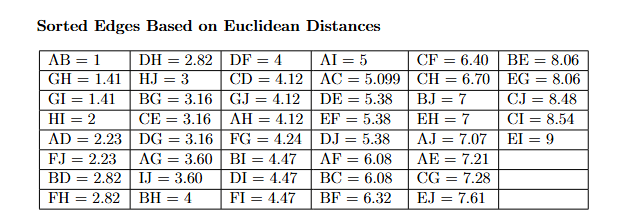 Sorted Edges Based on Euclidean Distances
AB = 1 DH = 2.82 DF = 4 AI = 5 CF = 6.40 BE = 8.06
GH = 1.41 HJ = 3 CD = 4.12 AC = 5.099 CH = 6.70 EG = 8.06
GI = 1.41 BG = 3.16 GJ = 4.12 DE = 5.38 BJ = 7 CJ = 8.48
HI = 2 CE = 3.16 AH = 4.12 EF = 5.38 EH = 7 CI = 8.54
AD = 2.23 DG = 3.16 FG = 4.24 DJ = 5.38 AJ = 7.07 EI = 9
FJ = 2.23 AG = 3.60 BI = 4.47 AF = 6.08 AE = 7.21
BD = 2.82 IJ = 3.60 DI = 4.47 BC = 6.08 CG = 7.28
FH = 2.82 BH = 4 FI = 4.47 BF = 6.32 EJ = 7.61